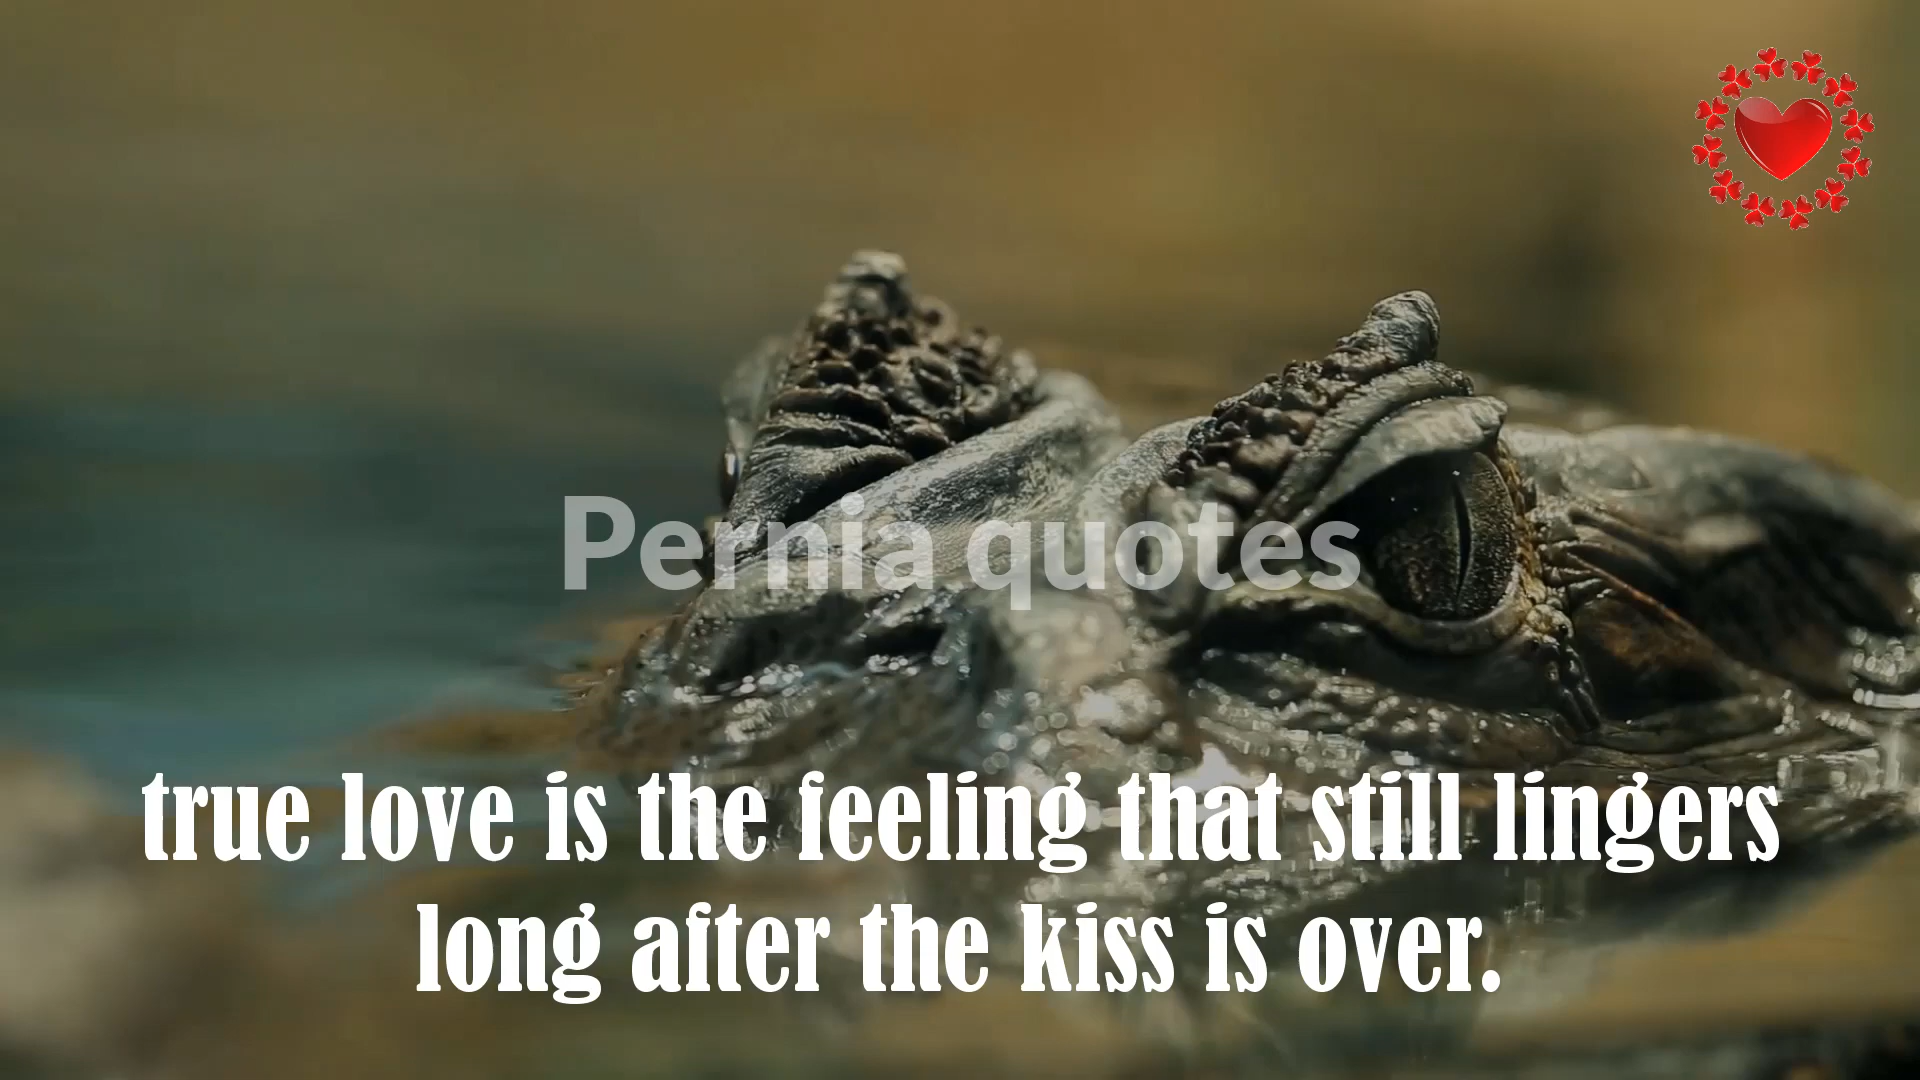 Pernia quotes
true love is the feeling that still lingers
long after the kiss is over.